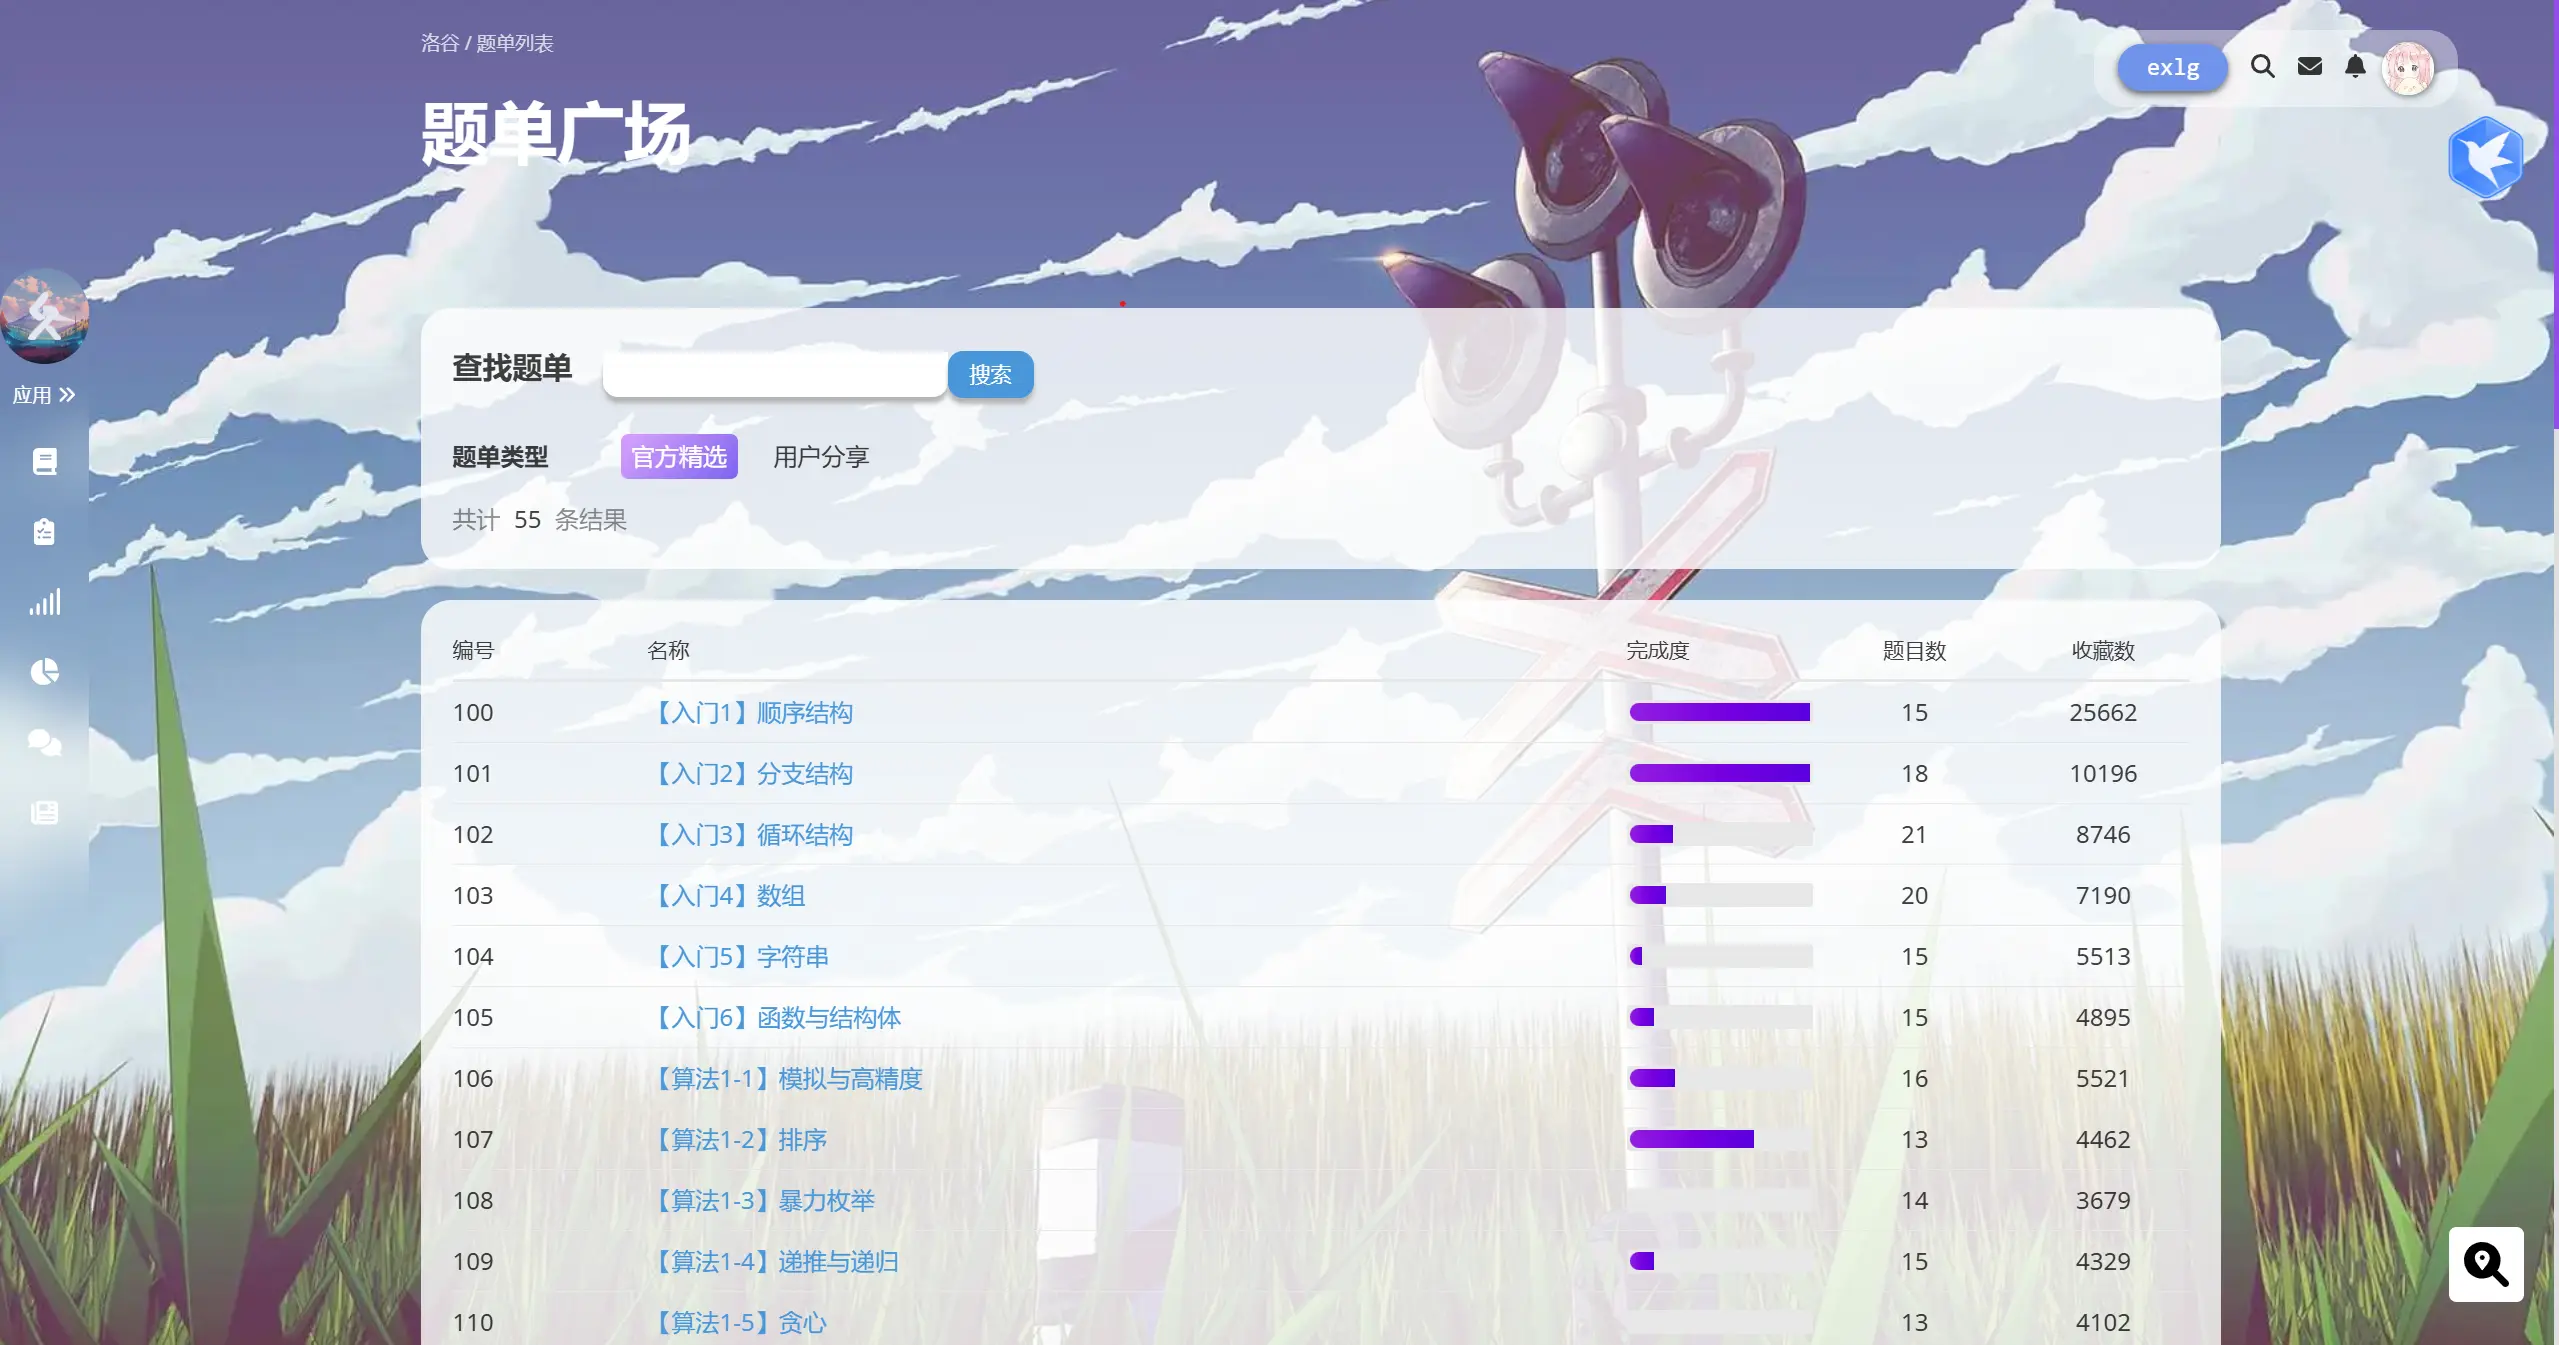 洛谷 / 题单列表
exlg
题单广场
查找题单 搜索
应用
题单类型 官方精选 用户分享
共计 55 条结果
编号 名称 完成度 题目数 收藏数
100 【入门1】顺序结构 15 25662
101 【入门2】分支结构 18 10196
102 【入门3】循环结构 21 8746
103 【入门4】数组 20 7190
104 【入门5】字符串 15 5513
105 【入门6】函数与结构体 15 4895
106 【算法1-1】模拟与高精度 16 5521
107 【算法1-2】排序 13 4462
108 【算法1-3】暴力枚举 14 3679
109 【算法1-4】递推与递归 15 4329
110 【算法1-5】贪心 13 4102